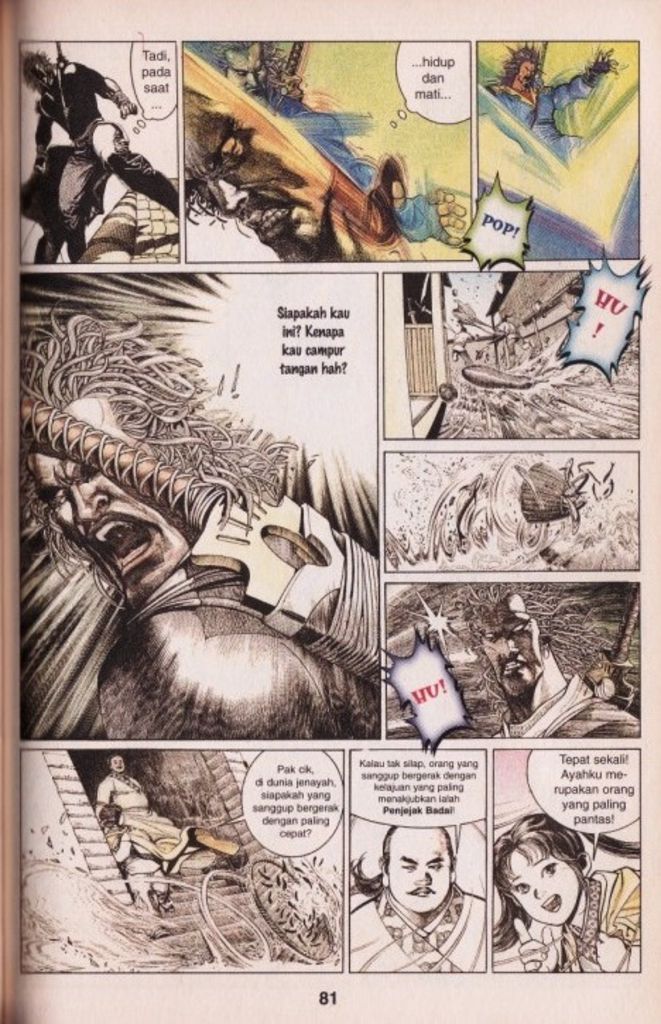 Tadi,
pada
saat
...
...hidup
dan
mati...
POP!
Siapakah kau
ini? Kenapa
kau campur
tangan hah?
HU
!
HU!
Pak cik,
di dunia jenayah,
siapakah yang
sanggup bergerak
dengan paling
cepat?
Kalau tak silap, orang yang
sanggup bergerak dengan
kelajuan yang paling
menakjubkan ialah
Penjejak Badai!
Tepat sekali!
Ayahku me-
rupakan orang
yang paling
pantas!
81